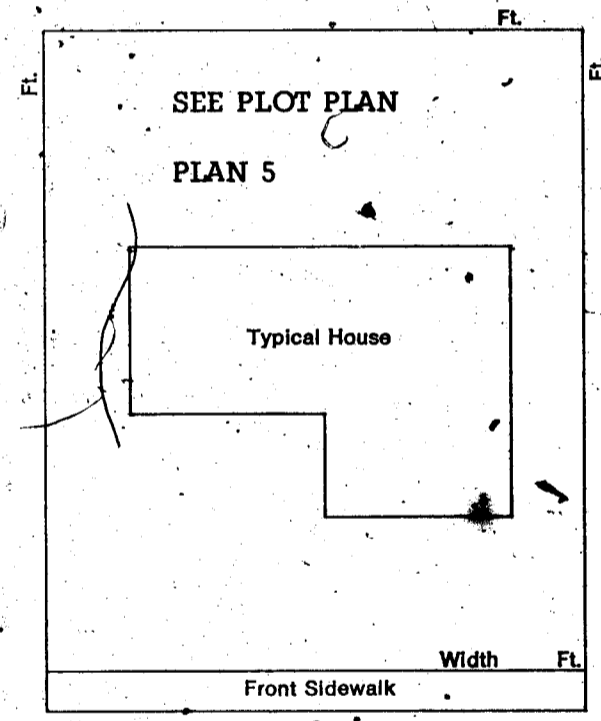 Ft.
Ft.
Ft.
SEE PLOT PLAN
PLAN 5
Typical House
Width Ft.
Front Sidewalk